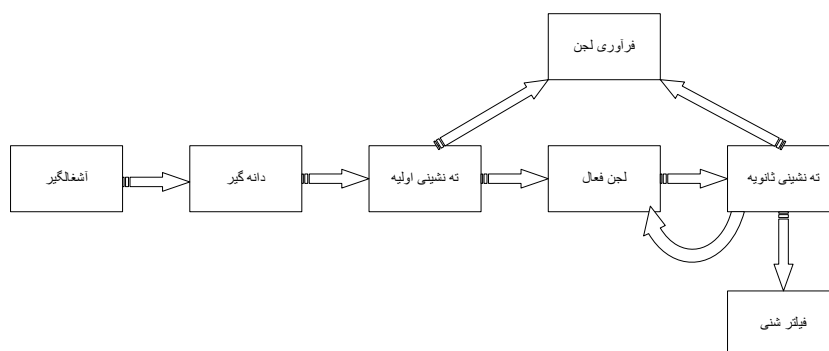 فرآوری لجن
آشغالگیر
دانه گیر
ته نشینی اولیه
لجن فعال
ته نشینی ثانویه
فیلتر شنی